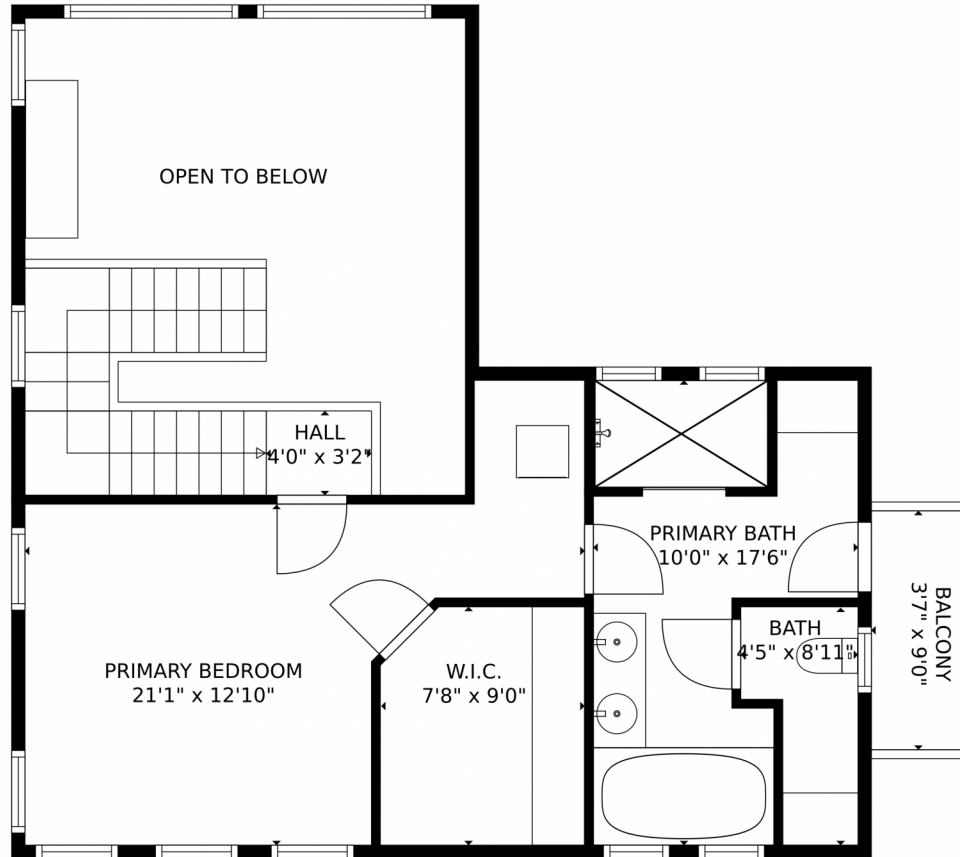 OPEN TO BELOW
HALL
4'0" x 3'2"
PRIMARY BATH
10'0" x 17'6"
BATH
4'5" x 8'11"
BALCONY
3'7" x 9'0"
PRIMARY BEDROOM
21'1" x 12'10"
W.I.C.
7'8" x 9'0"